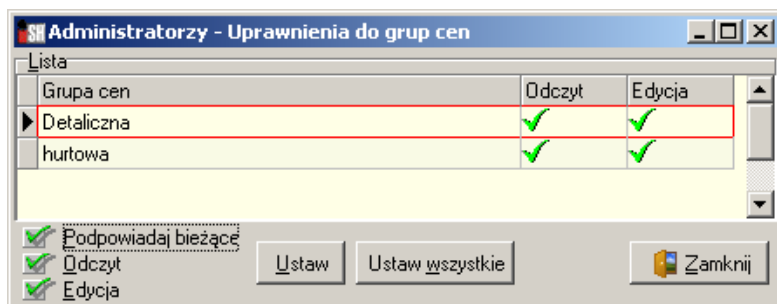 SH Administratorzy - Uprawnienia do grup cen
Lista
Grupa cen Odczyt Edycja
Detaliczna
hurtowa
Podpowiadaj bieżące
Odczyt Ustaw Ustaw wszystkie Zamknij
Edycja